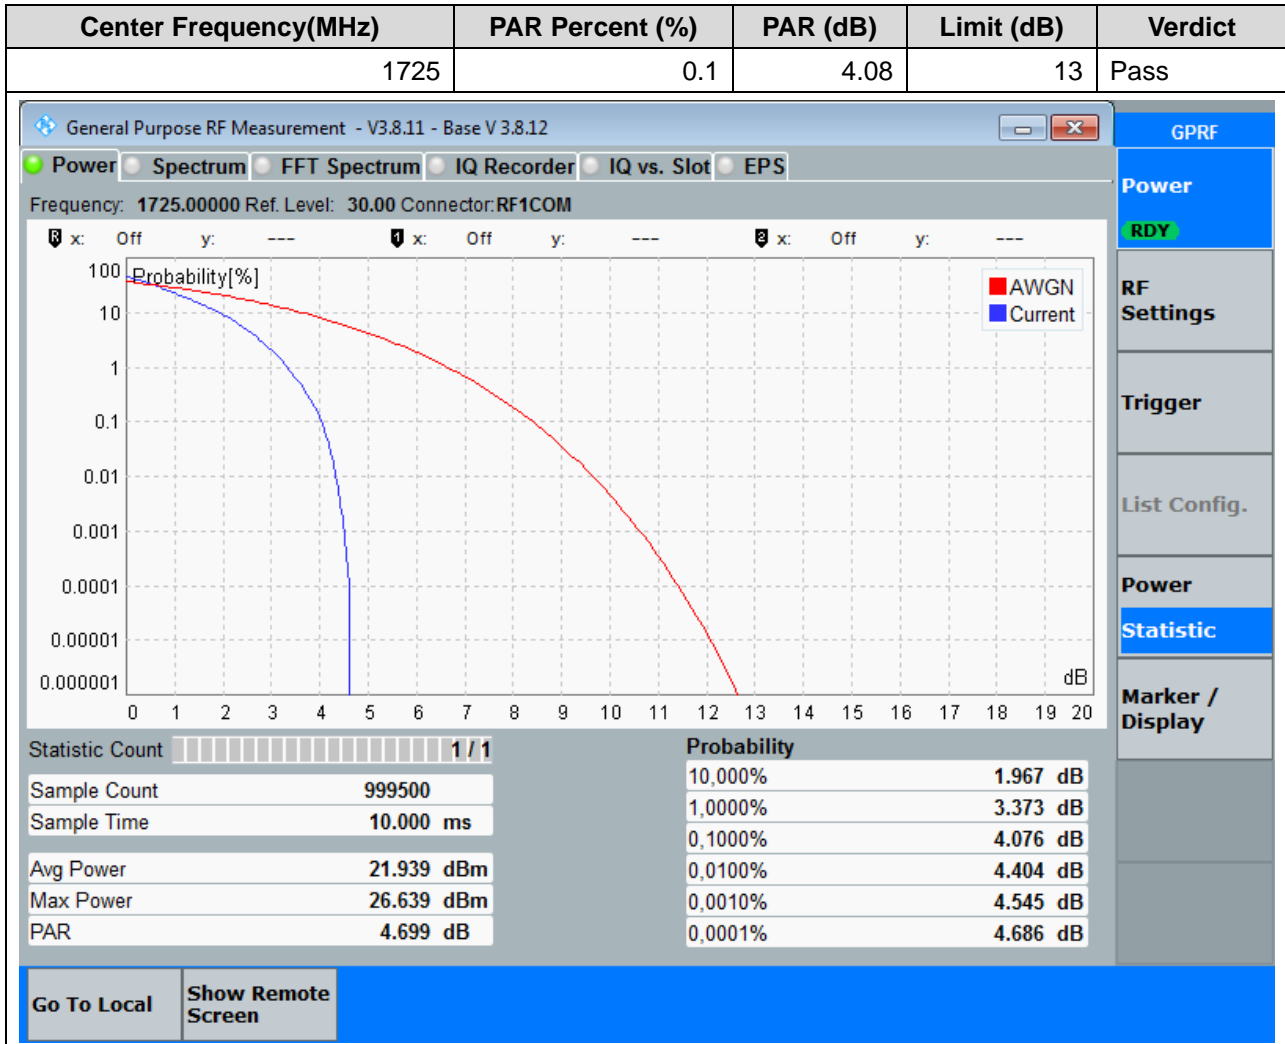 Center Frequency(MHz) PAR Percent (%) PAR (dB) Limit (dB) Verdict
1725 0.1 4.08 13 Pass
General Purpose RF Measurement - V3.8.11 - Base V 3.8.12
GPRF
Power Spectrum FFT Spectrum IQ Recorder IQ vs. Slot EPS
Power
RDY
Frequency: 1725.00000 Ref. Level: 30.00 Connector: RF1COM
R x: Off y: --- 1 x: Off y: --- 2 x: Off y: ---
100 Probability[%]
AWGN
Current
10
1
0.1
0.01
0.001
0.0001
0.00001
0.000001
dB
0 1 2 3 4 5 6 7 8 9 10 11 12 13 14 15 16 17 18 19 20
RF
Settings
Trigger
List Config.
Power
Statistic
Marker /
Display
Statistic Count 1 / 1
Sample Count 999500
Sample Time 10.000 ms
Avg Power 21.939 dBm
Max Power 26.639 dBm
PAR 4.699 dB
Probability
10,000% 1.967 dB
1,0000% 3.373 dB
0,1000% 4.076 dB
0,0100% 4.404 dB
0,0010% 4.545 dB
0,0001% 4.686 dB
Go To Local
Show Remote
Screen